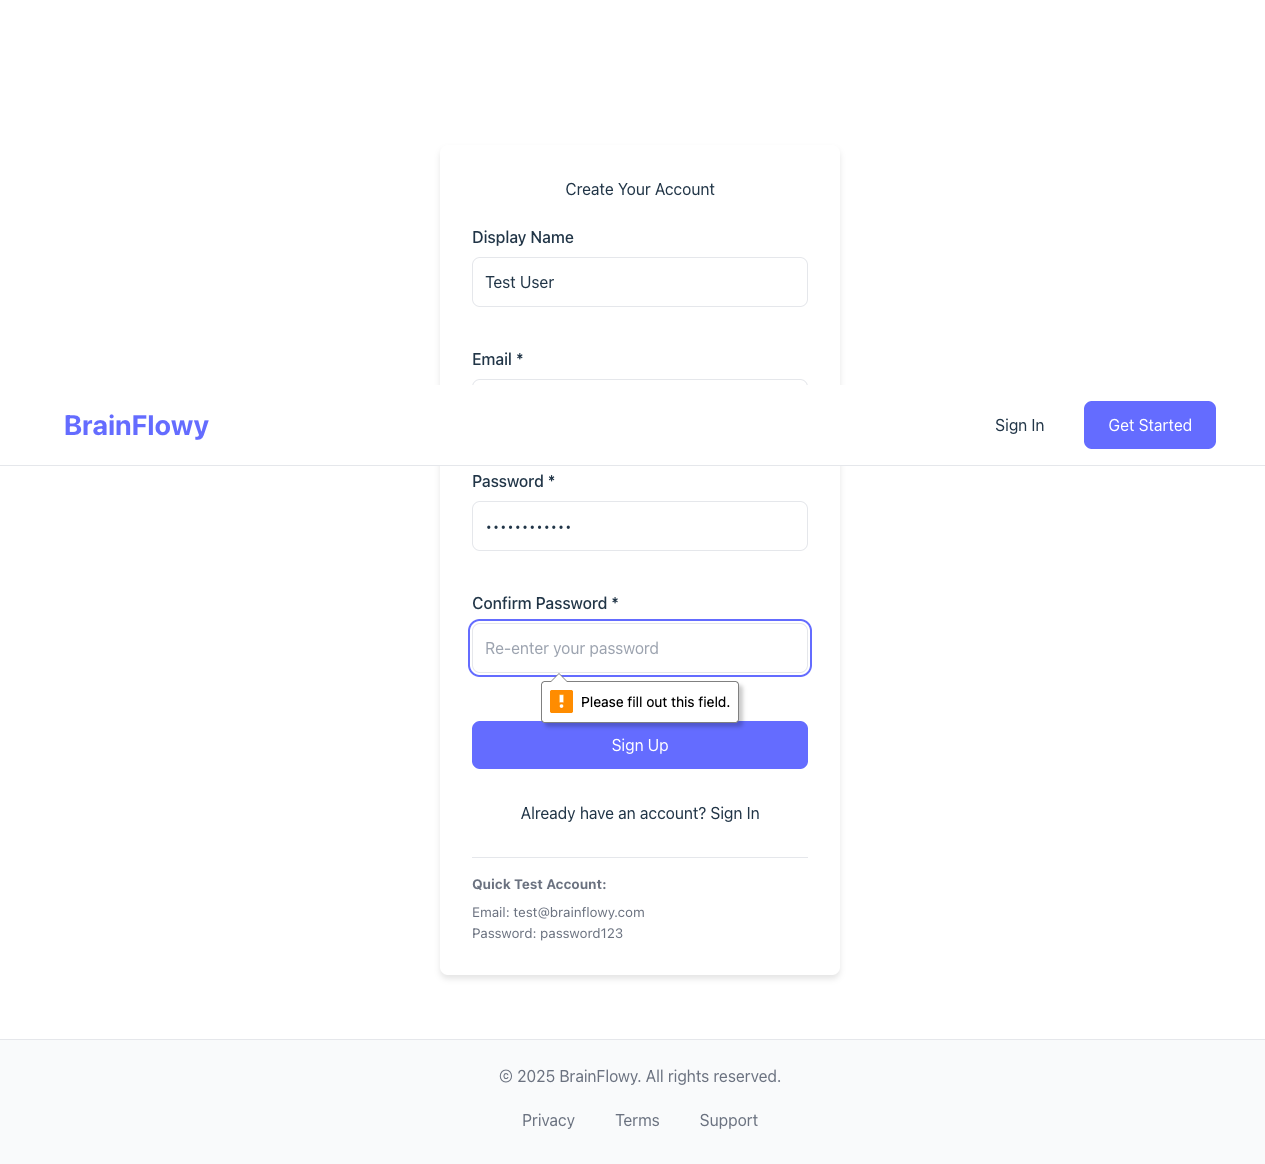 Create Your Account
Display Name
Test User
Email *
BrainFlowy
Sign In
Get Started
Password *
••••••••••••
Confirm Password *
Re-enter your password
! Please fill out this field.
Sign Up
Already have an account? Sign In
Quick Test Account:
Email: test@brainflowy.com
Password: password123
© 2025 BrainFlowy. All rights reserved.
Privacy Terms Support